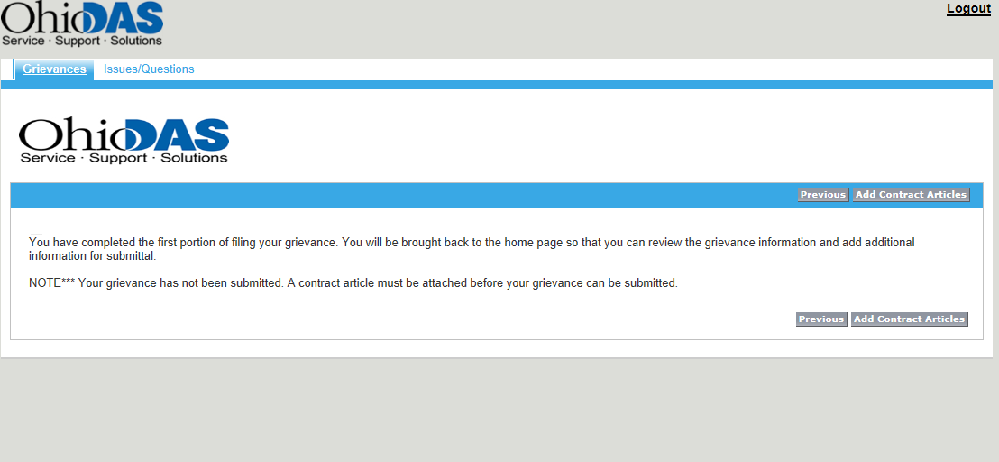 OhioDAS
Service · Support · Solutions
Logout
Grievances Issues/Questions
OhioDAS
Service · Support · Solutions
Previous Add Contract Articles
You have completed the first portion of filing your grievance. You will be brought back to the home page so that you can review the grievance information and add additional
information for submittal.
NOTE*** Your grievance has not been submitted. A contract article must be attached before your grievance can be submitted.
Previous Add Contract Articles